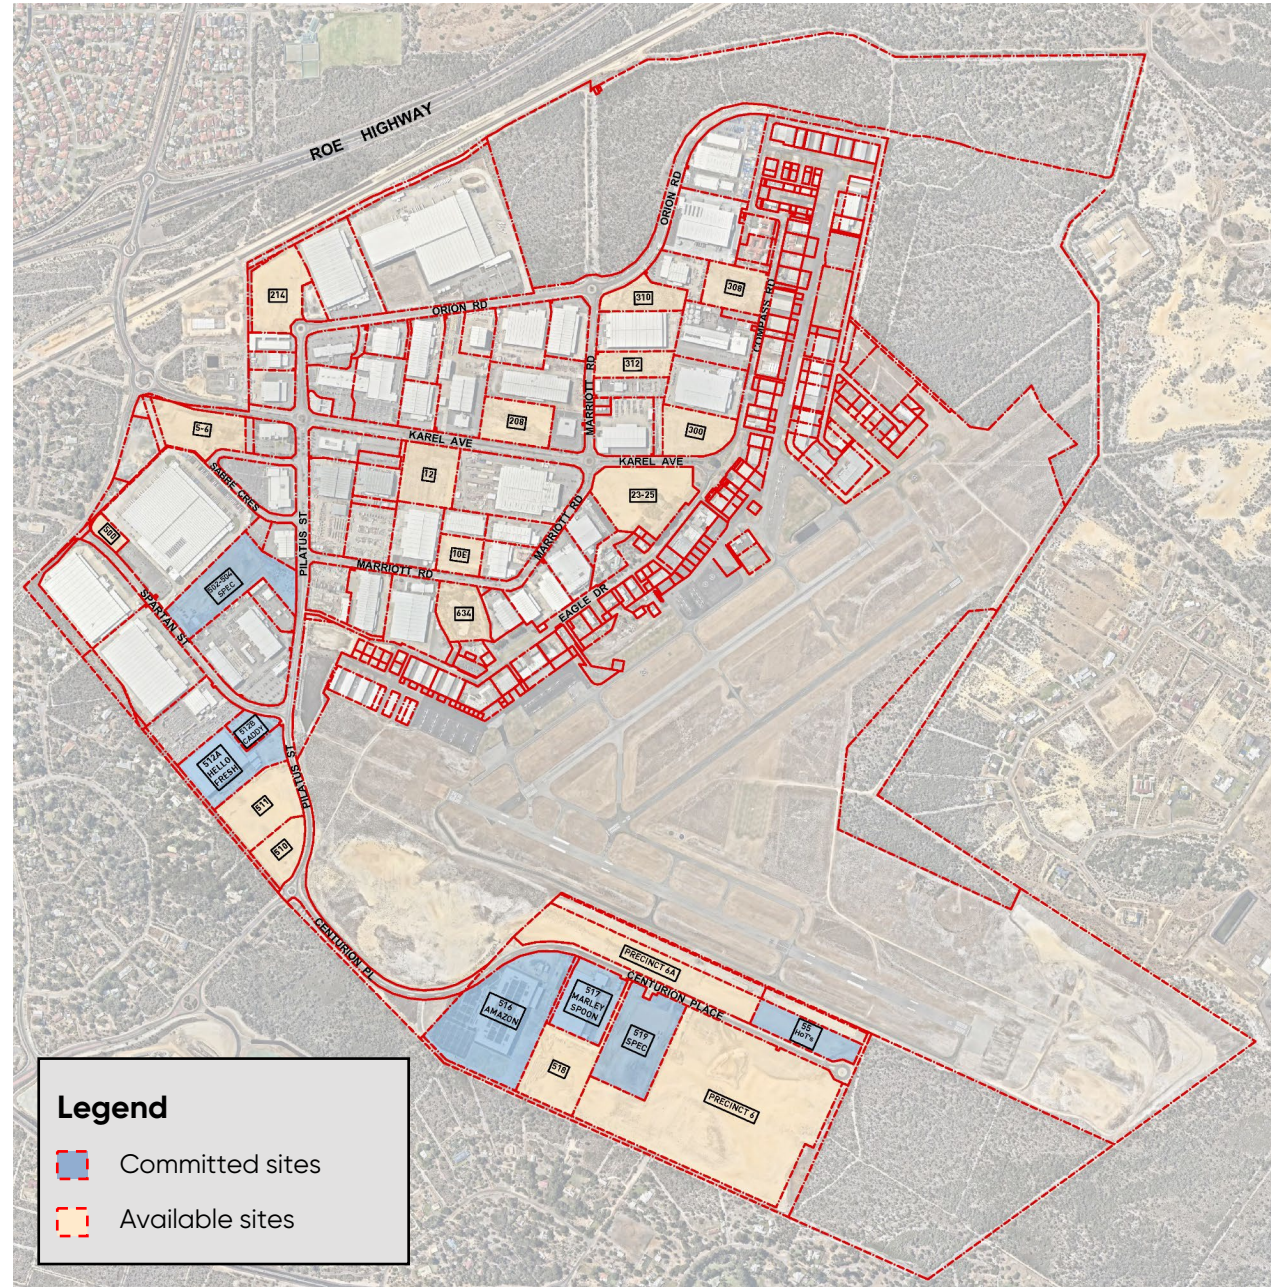 ROE HIGHWAY
ORION RD
214
ORION RD
310
308
COMPASS RD
312
MARRIOTT RD
208
300
5-6
KAREL AVE
KAREL AVE
12
23-25
SABRE CRES
500
PILATUS ST
MARRIOTT RD
10E
MARRIOTT RD
502-504
SPEC
SPARTAN ST
634
EAGLE DR
512B
CADDY
512A
HELLO
FRESH
PILATUS ST
511
510
CENTURION PL
PRECINCT 6A
CENTURION PLACE
516
AMAZON
517
MARLEY
SPOON
519
SPEC
55
HoT's
518
PRECINCT 6
Legend
Committed sites
Available sites